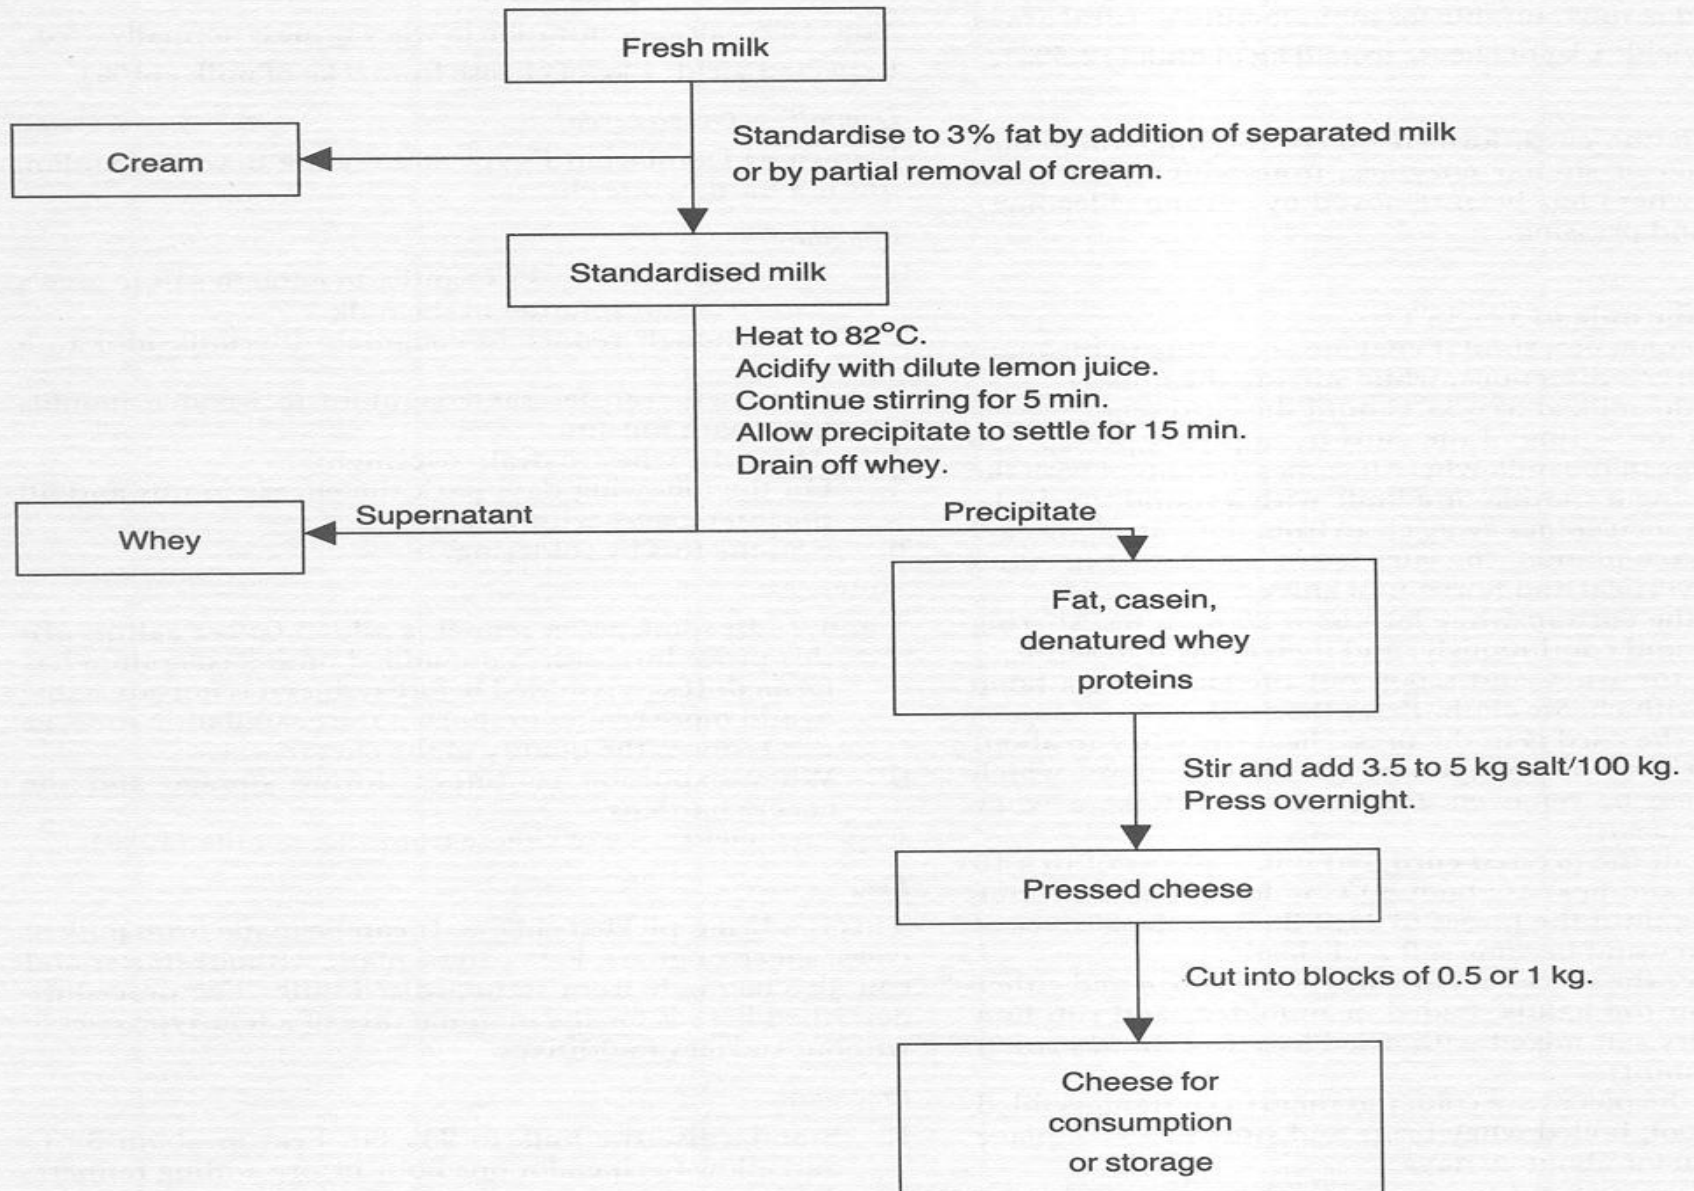 Fresh milk
Standardise to 3% fat by addition of separated milk
or by partial removal of cream.
Cream
Standardised milk
Heat to 82°C.
Acidify with dilute lemon juice.
Continue stirring for 5 min.
Allow precipitate to settle for 15 min.
Drain off whey.
Supernatant
Precipitate
Whey
Fat, casein,
denatured whey
proteins
Stir and add 3.5 to 5 kg salt/100 kg.
Press overnight.
Pressed cheese
Cut into blocks of 0.5 or 1 kg.
Cheese for
consumption
or storage